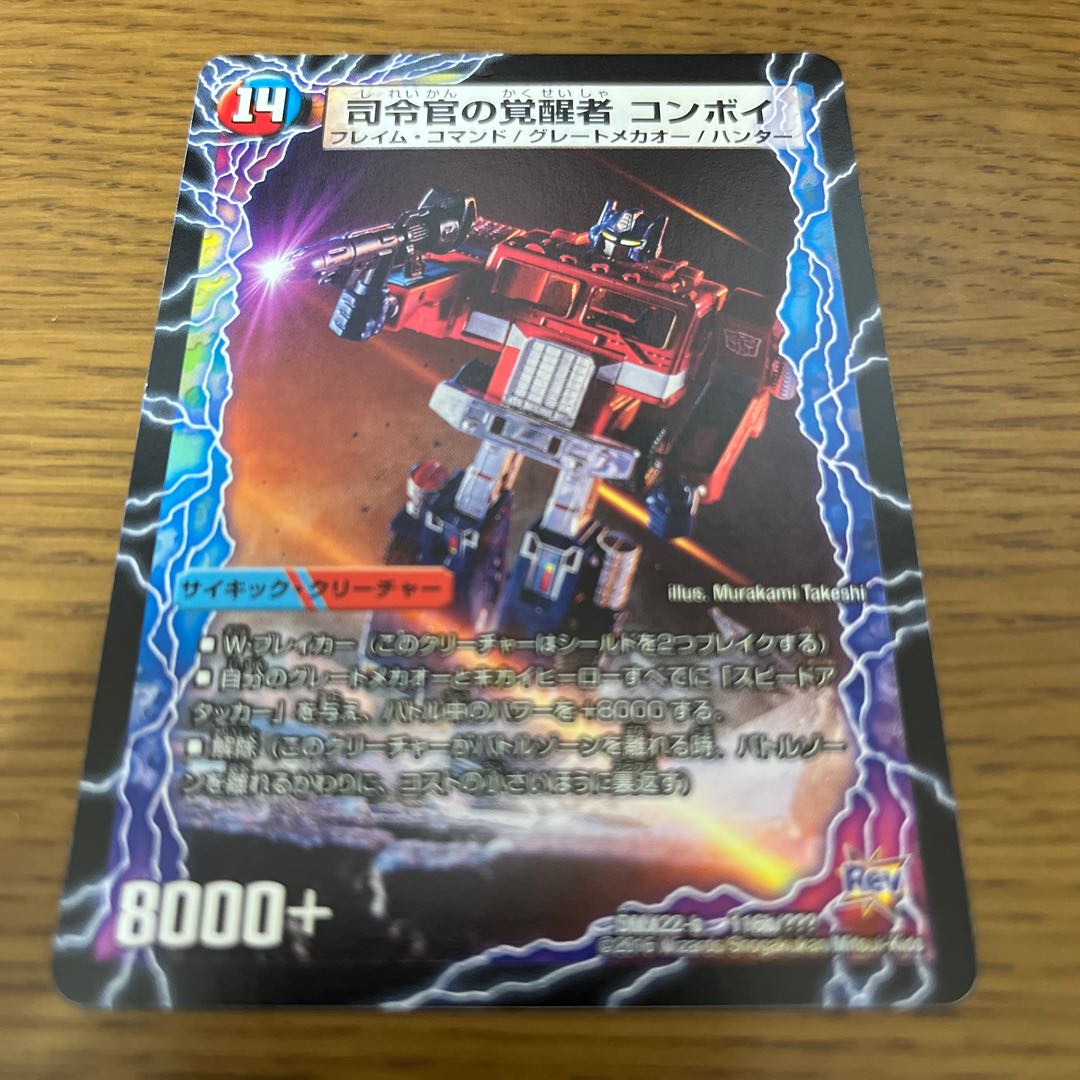 14
しれいかん かくせいしゃ
司令官の覚醒者 コンボイ
フレイム・コマンド / グレートメカオー / ハンター
サイキック・クリーチャー
illus. Murakami Takeshi
■ W・ブレイカー（このクリーチャーはシールドを2つブレイクする）
■ 自分のグレートメカオーとキカイヒーローすべてに「スピードア
タッカー」を与え、バトル中のパワーを+8000する。
■ 解除（このクリーチャーがバトルゾーンを離れる時、バトルゾー
ンを離れるかわりに、コストの小さいほうに裏返す）
8000+
Rev
DMX22-b 116b/???
©2016 Wizards/Shogakukan/Mitsui-Kids